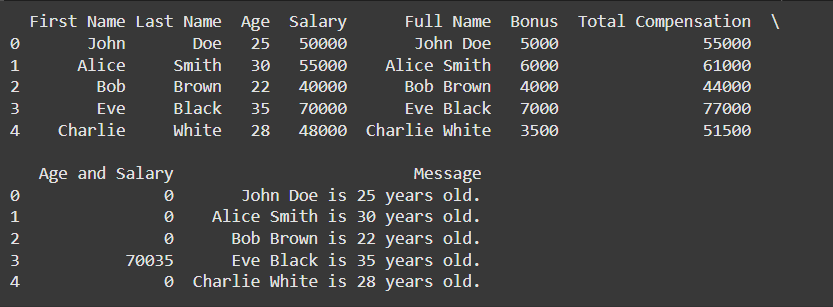 First Name Last Name Age Salary Full Name Bonus Total Compensation \
0 John Doe 25 50000 John Doe 5000 55000
1 Alice Smith 30 55000 Alice Smith 6000 61000
2 Bob Brown 22 40000 Bob Brown 4000 44000
3 Eve Black 35 70000 Eve Black 7000 77000
4 Charlie White 28 48000 Charlie White 3500 51500
Age and Salary Message
0 0 John Doe is 25 years old.
1 0 Alice Smith is 30 years old.
2 0 Bob Brown is 22 years old.
3 70035 Eve Black is 35 years old.
4 0 Charlie White is 28 years old.